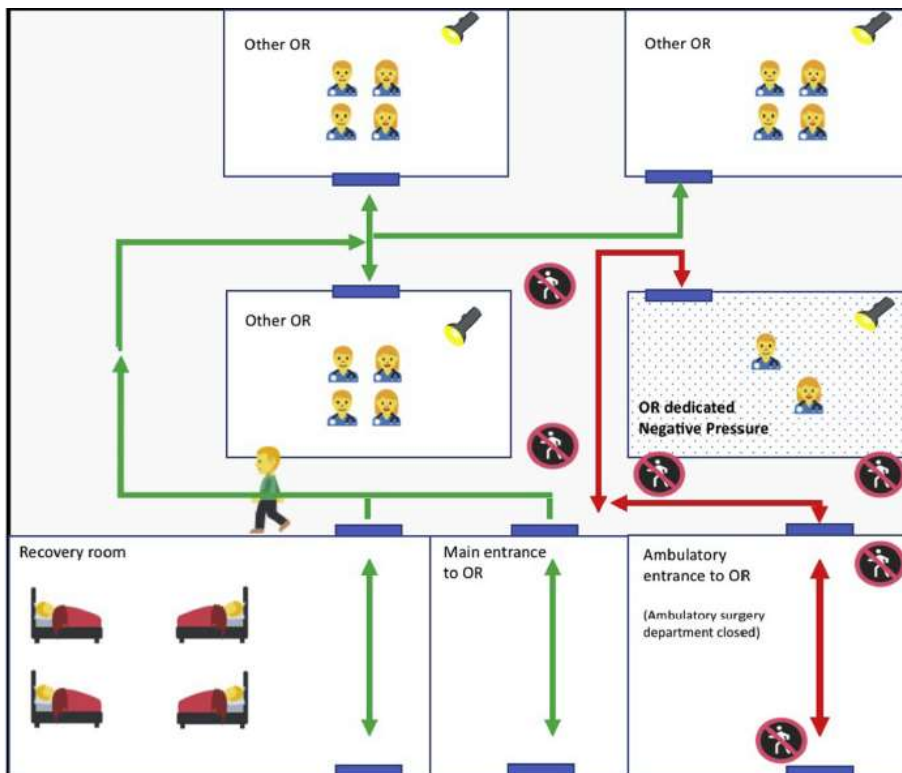 Other OR
Other OR
Other OR
OR dedicated
Negative Pressure
Recovery room
Main entrance
to OR
Ambulatory
entrance to OR
(Ambulatory surgery
department closed)